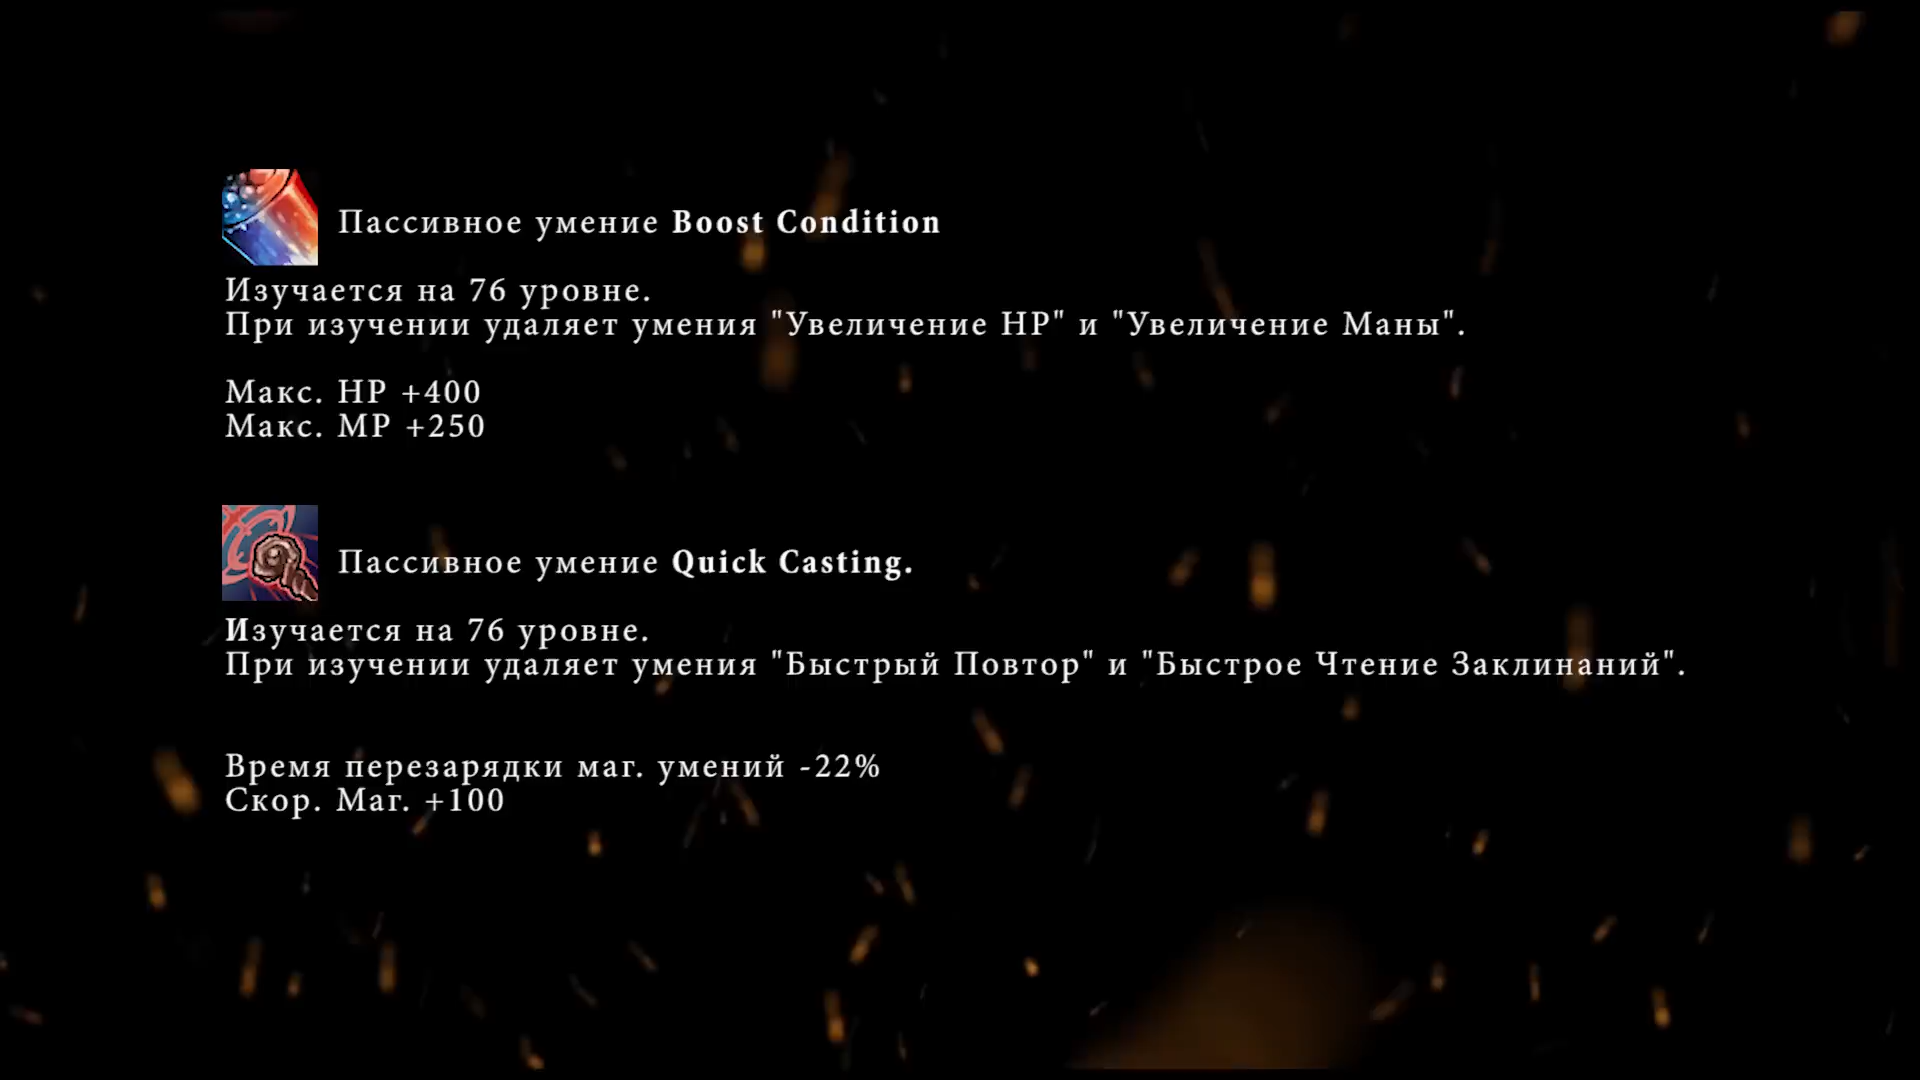 Пассивное умение Boost Condition
Изучается на 76 уровне.
При изучении удаляет умения "Увеличение HP" и "Увеличение Маны".
Макс. HP +400
Макс. MP +250
Пассивное умение Quick Casting.
Изучается на 76 уровне.
При изучении удаляет умения "Быстрый Повтор" и "Быстрое Чтение Заклинаний".
Время перезарядки маг. умений -22%
Скор. Маг. +100